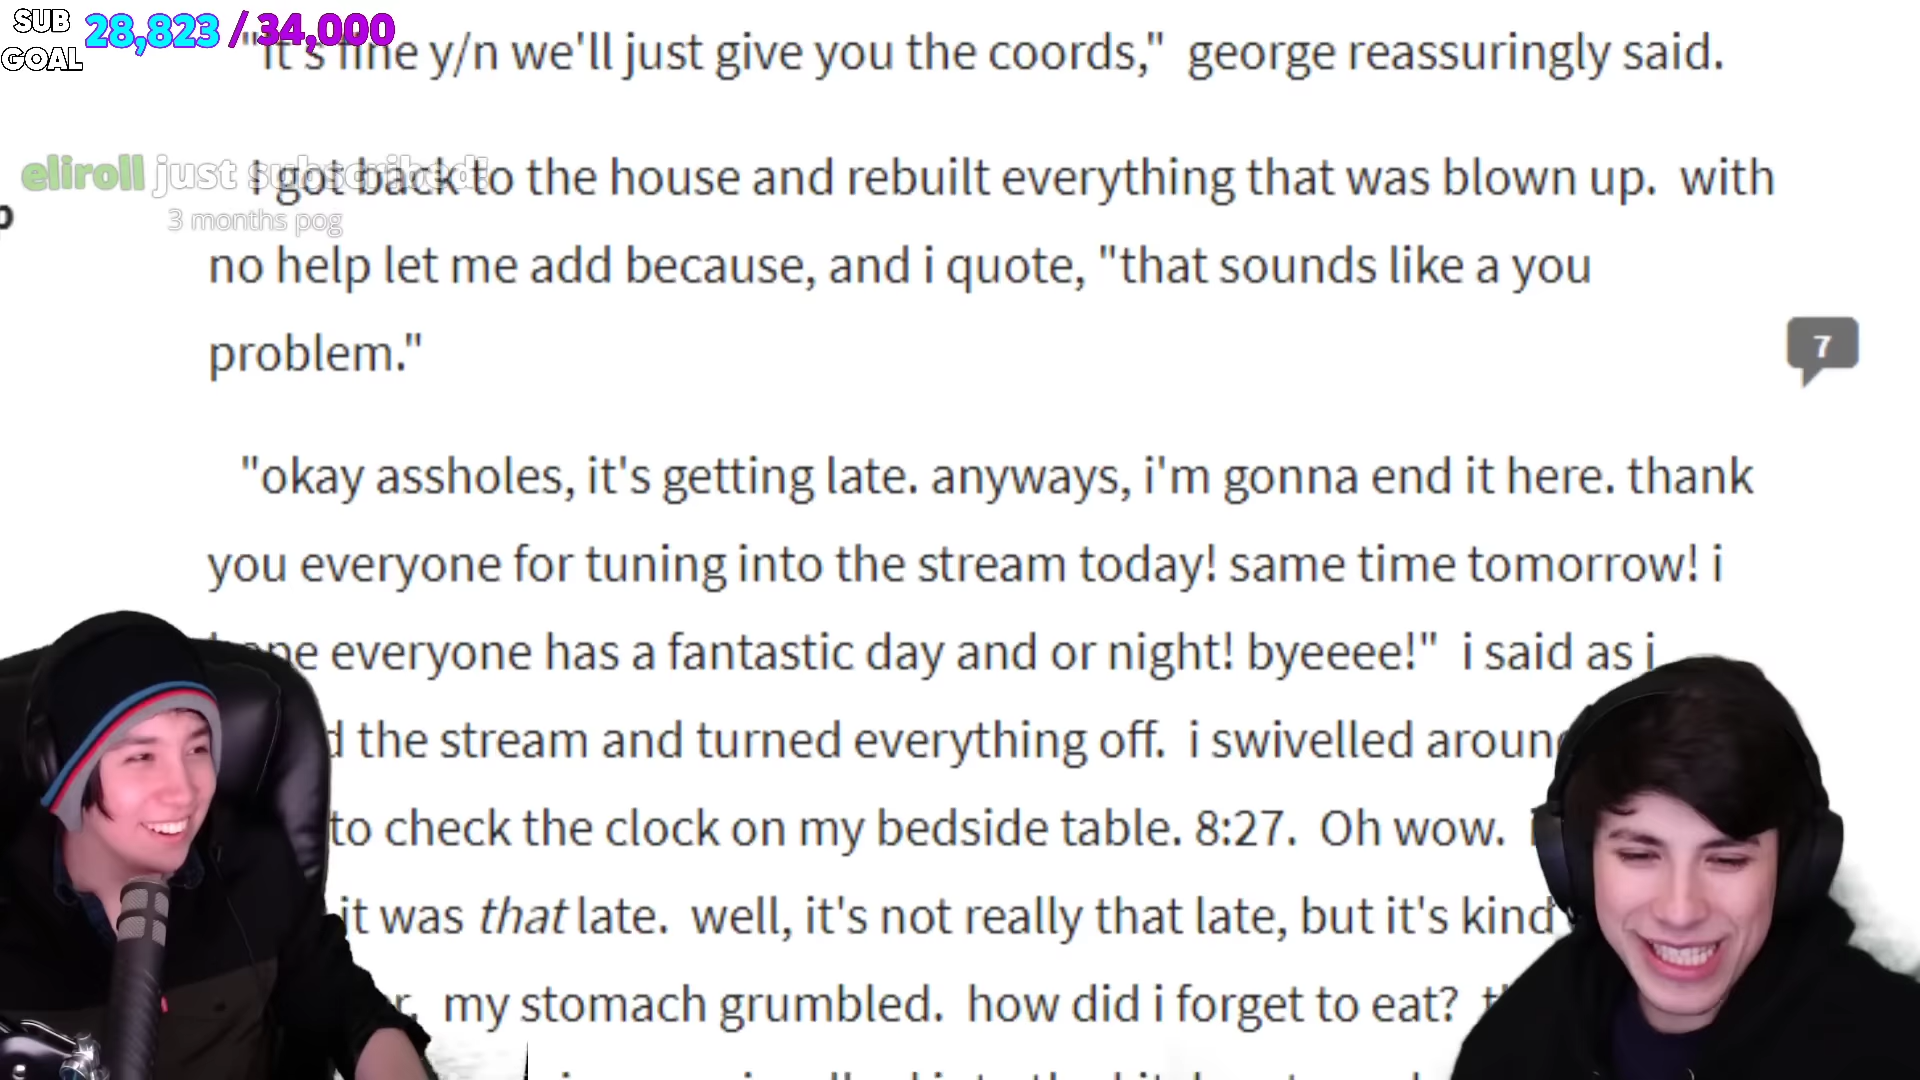 SUB GOAL 28,823 / 34,000
"it's fine y/n we'll just give you the coords,"  george reassuringly said.
eliroll just subscribed!
3 months pog
I got back to the house and rebuilt everything that was blown up.  with
no help let me add because, and i quote, "that sounds like a you
problem."
7
"okay assholes, it's getting late. anyways, i'm gonna end it here. thank
you everyone for tuning into the stream today! same time tomorrow! i
everyone has a fantastic day and or night! byeeee!"  i said as i
the stream and turned everything off.  i swivelled
to check the clock on my bedside table. 8:27.  Oh wow.
it was that late.  well, it's not really that late, but it's kind
my stomach grumbled.  how did i forget to eat?